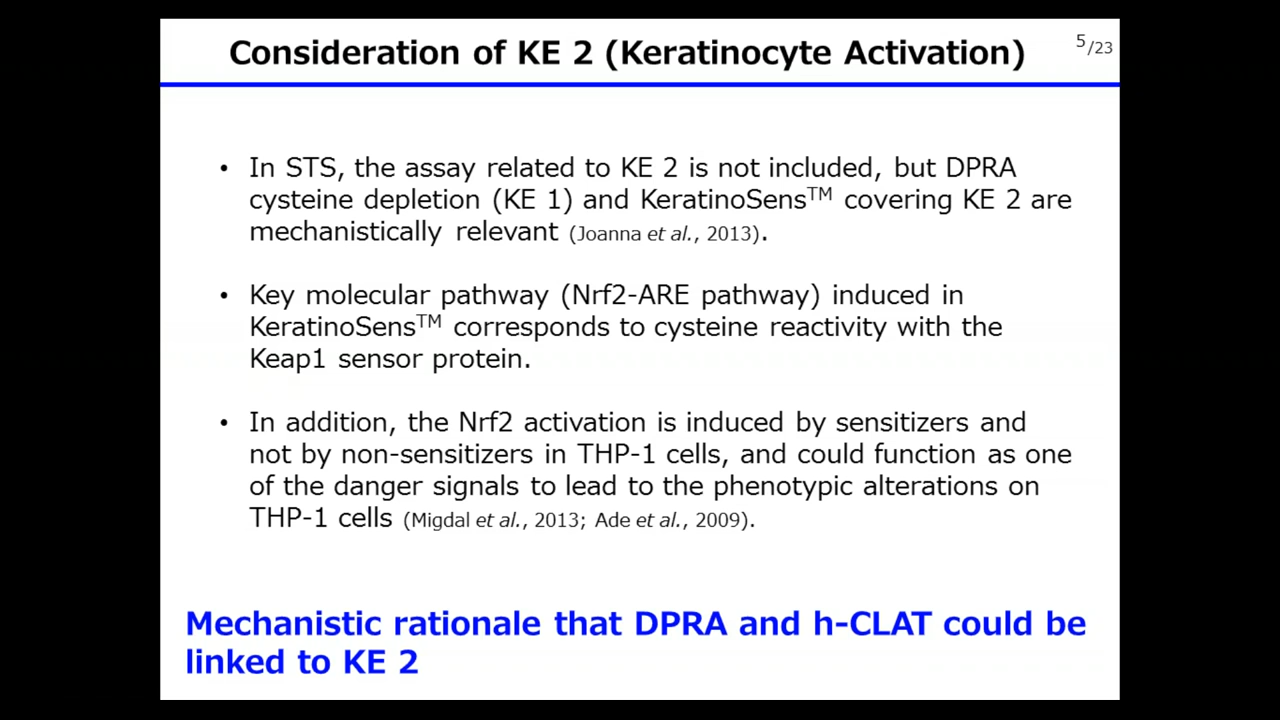 Consideration of KE 2 (Keratinocyte Activation)
5/23
• In STS, the assay related to KE 2 is not included, but DPRA
cysteine depletion (KE 1) and KeratinoSens™ covering KE 2 are
mechanistically relevant (Joanna et al., 2013).
• Key molecular pathway (Nrf2-ARE pathway) induced in
KeratinoSens™ corresponds to cysteine reactivity with the
Keap1 sensor protein.
• In addition, the Nrf2 activation is induced by sensitizers and
not by non-sensitizers in THP-1 cells, and could function as one
of the danger signals to lead to the phenotypic alterations on
THP-1 cells (Migdal et al., 2013; Ade et al., 2009).
Mechanistic rationale that DPRA and h-CLAT could be
linked to KE 2